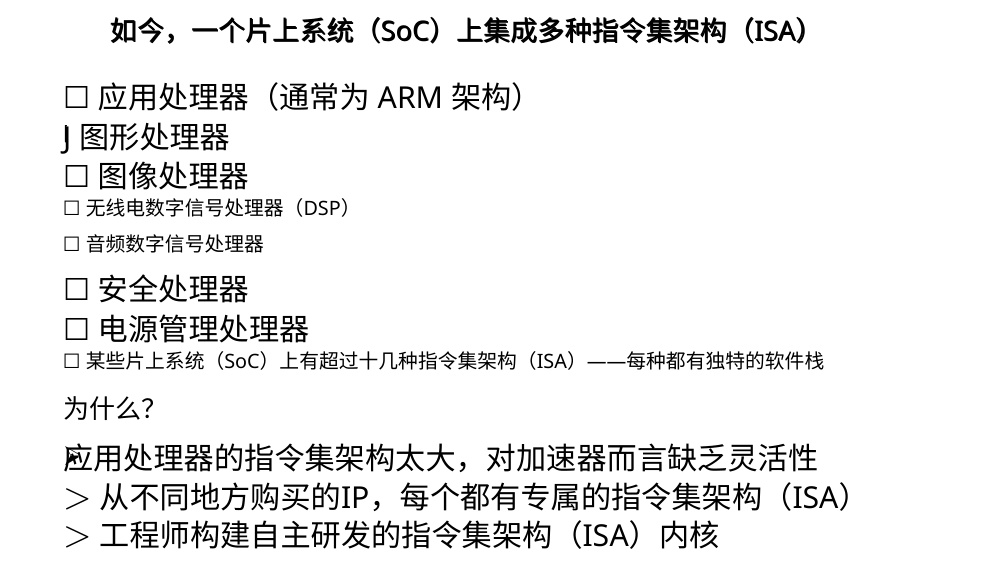 如今，一个片上系统（SoC）上集成多种指令集架构（ISA）
☐ 应用处理器（通常为 ARM 架构）
J 图形处理器
☐ 图像处理器
☐ 无线电数字信号处理器（DSP）
☐ 音频数字信号处理器
☐ 安全处理器
☐ 电源管理处理器
☐ 某些片上系统（SoC）上有超过十几种指令集架构（ISA）——每种都有独特的软件栈
为什么？
➤应用处理器的指令集架构太大，对加速器而言缺乏灵活性
＞ 从不同地方购买的IP，每个都有专属的指令集架构（ISA）
＞ 工程师构建自主研发的指令集架构（ISA）内核